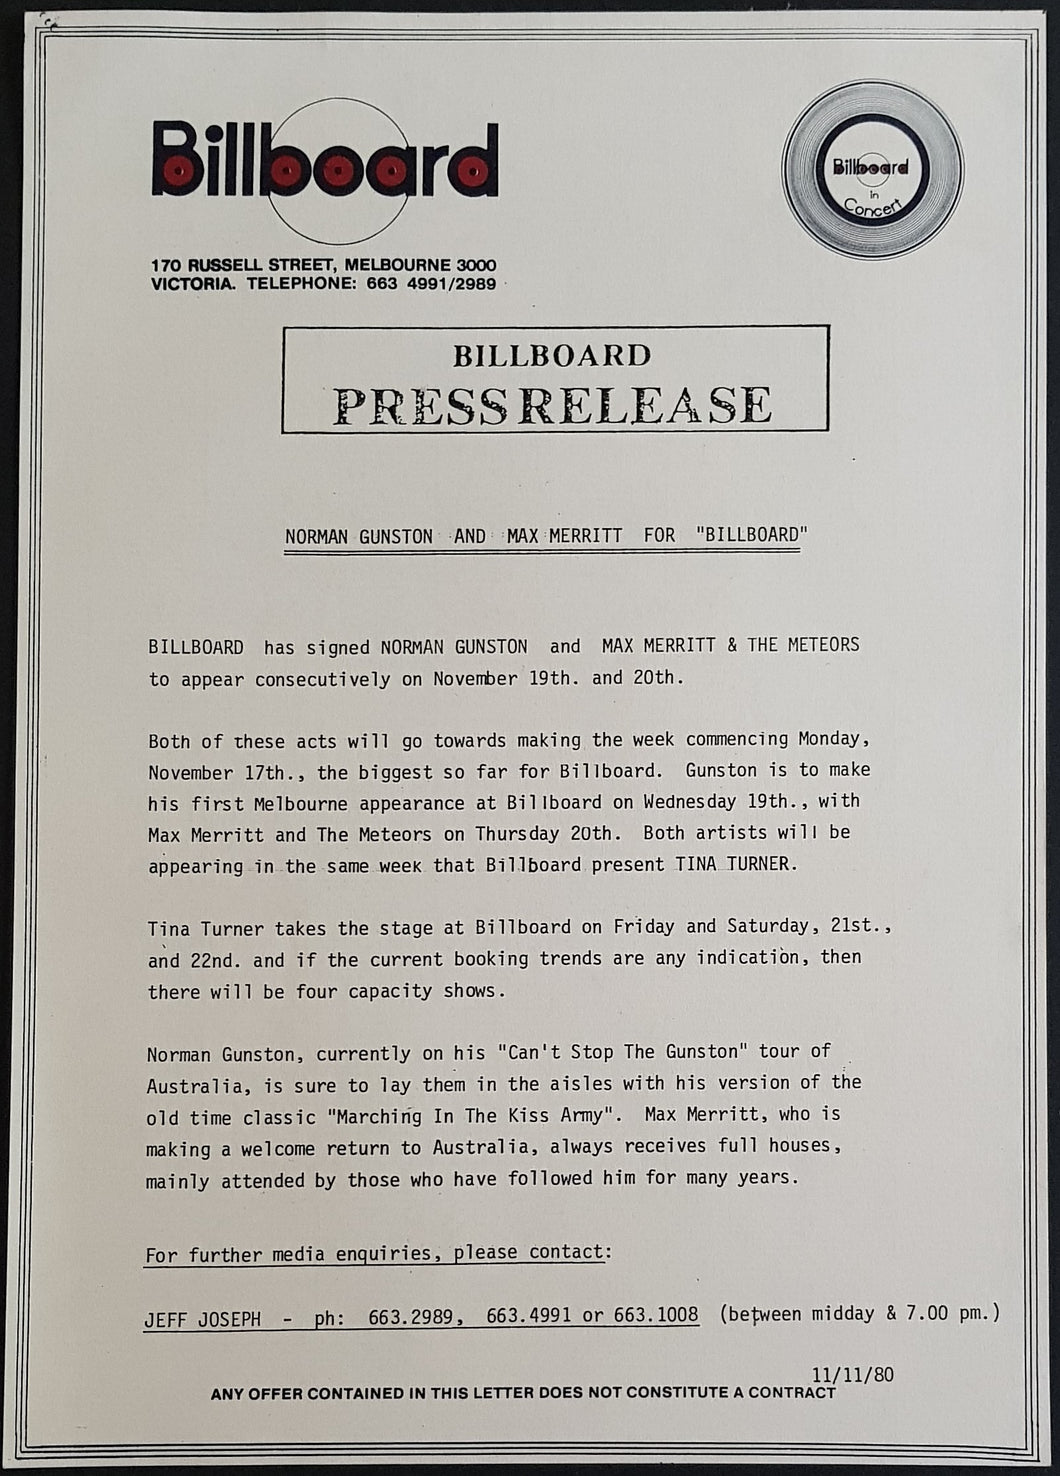 Billboard
Billboard
in
Concert
170 RUSSELL STREET, MELBOURNE 3000
VICTORIA. TELEPHONE: 663 4991/2989
BILLBOARD
PRESS RELEASE
NORMAN GUNSTON AND MAX MERRITT FOR "BILLBOARD"
BILLBOARD has signed NORMAN GUNSTON and MAX MERRITT & THE METEORS
to appear consecutively on November 19th. and 20th.
Both of these acts will go towards making the week commencing Monday,
November 17th., the biggest so far for Billboard. Gunston is to make
his first Melbourne appearance at Billboard on Wednesday 19th., with
Max Merritt and The Meteors on Thursday 20th. Both artists will be
appearing in the same week that Billboard present TINA TURNER.
Tina Turner takes the stage at Billboard on Friday and Saturday, 21st.,
and 22nd. and if the current booking trends are any indication, then
there will be four capacity shows.
Norman Gunston, currently on his "Can't Stop The Gunston" tour of
Australia, is sure to lay them in the aisles with his version of the
old time classic "Marching In The Kiss Army". Max Merritt, who is
making a welcome return to Australia, always receives full houses,
mainly attended by those who have followed him for many years.
For further media enquiries, please contact:
JEFF JOSEPH - ph: 663.2989, 663.4991 or 663.1008 (between midday & 7.00 pm.)
11/11/80
ANY OFFER CONTAINED IN THIS LETTER DOES NOT CONSTITUTE A CONTRACT